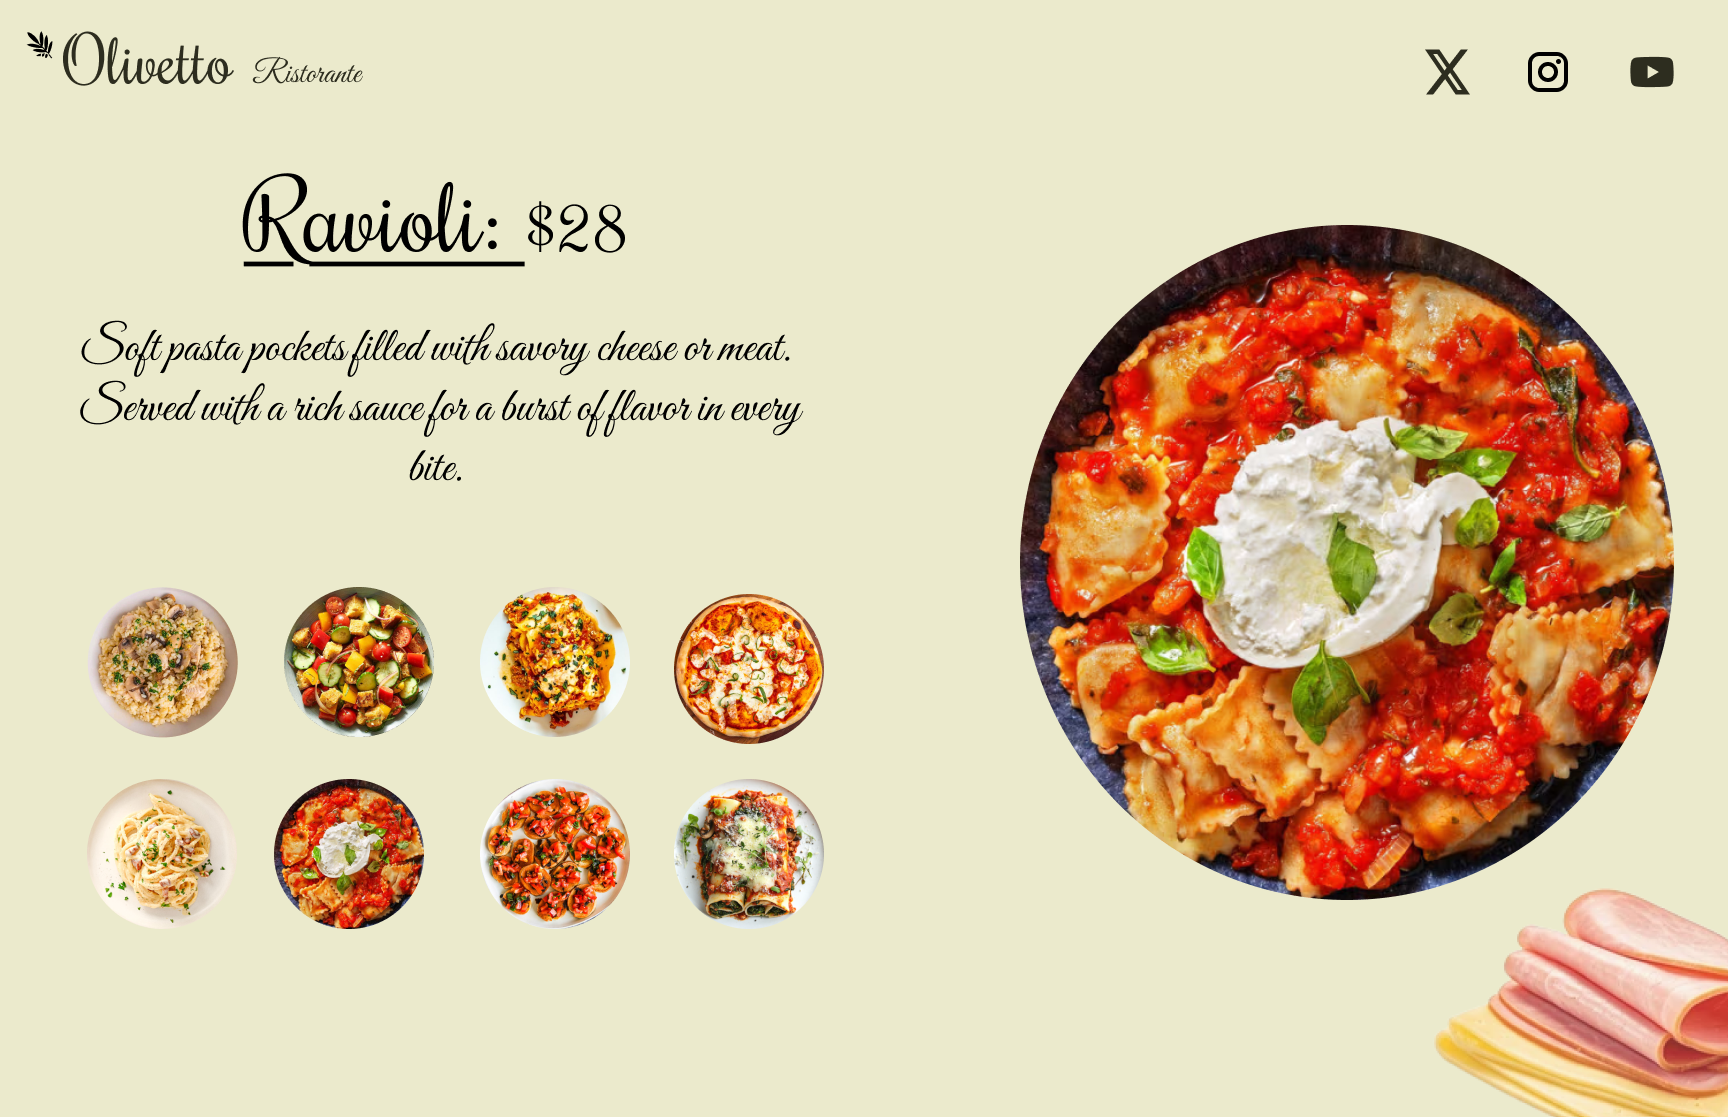 Olivetto Ristorante
Ravioli: $28
Soft pasta pockets filled with savory cheese or meat.
Served with a rich sauce for a burst of flavor in every
bite.